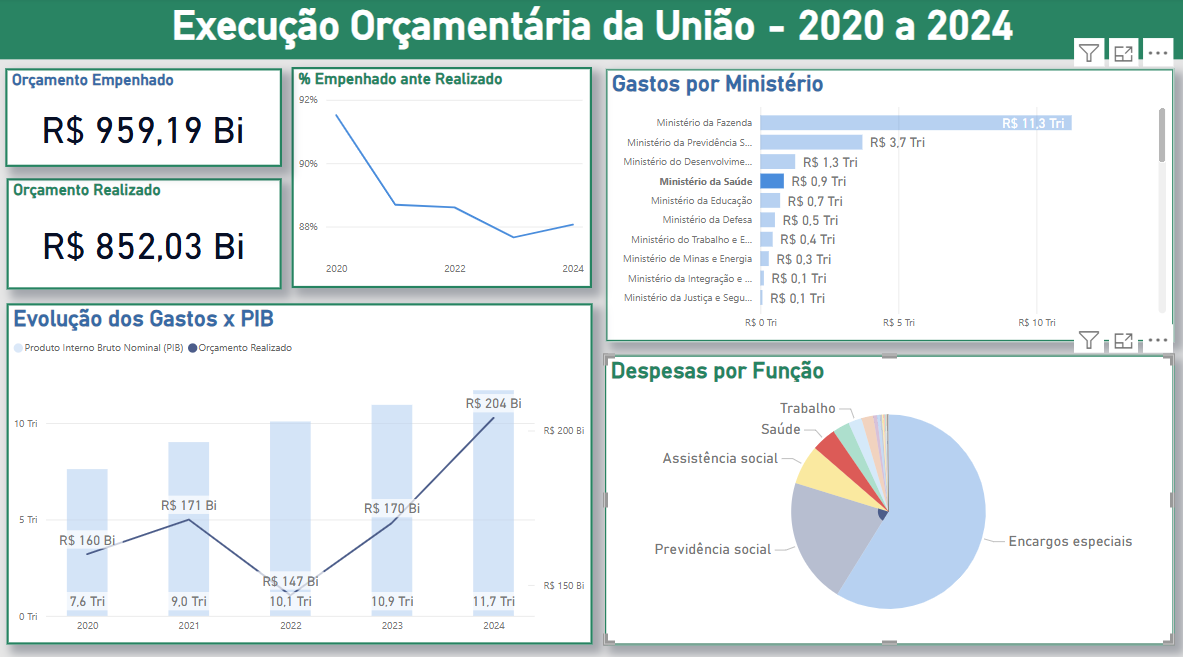 Execução Orçamentária da União - 2020 a 2024
Orçamento Empenhado
R$ 959,19 Bi
Orçamento Realizado
R$ 852,03 Bi
% Empenhado ante Realizado
92%
90%
88%
2020
2022
2024
Gastos por Ministério
Ministério da Fazenda
R$ 11,3 Tri
Ministério da Previdência S...
R$ 3,7 Tri
Ministério do Desenvolvime...
R$ 1,3 Tri
Ministério da Saúde
R$ 0,9 Tri
Ministério da Educação
R$ 0,7 Tri
Ministério da Defesa
R$ 0,5 Tri
Ministério do Trabalho e E...
R$ 0,4 Tri
Ministério de Minas e Energia
R$ 0,3 Tri
Ministério da Integração e ...
R$ 0,1 Tri
Ministério da Justiça e Segu...
R$ 0,1 Tri
R$ 0 Tri
R$ 5 Tri
R$ 10 Tri
Evolução dos Gastos x PIB
Produto Interno Bruto Nominal (PIB)
Orçamento Realizado
10 Tri
5 Tri
0 Tri
R$ 200 Bi
R$ 150 Bi
R$ 160 Bi
R$ 171 Bi
R$ 147 Bi
R$ 170 Bi
R$ 204 Bi
7,6 Tri
9,0 Tri
10,1 Tri
10,9 Tri
11,7 Tri
2020
2021
2022
2023
2024
Despesas por Função
Trabalho
Saúde
Assistência social
Previdência social
Encargos especiais